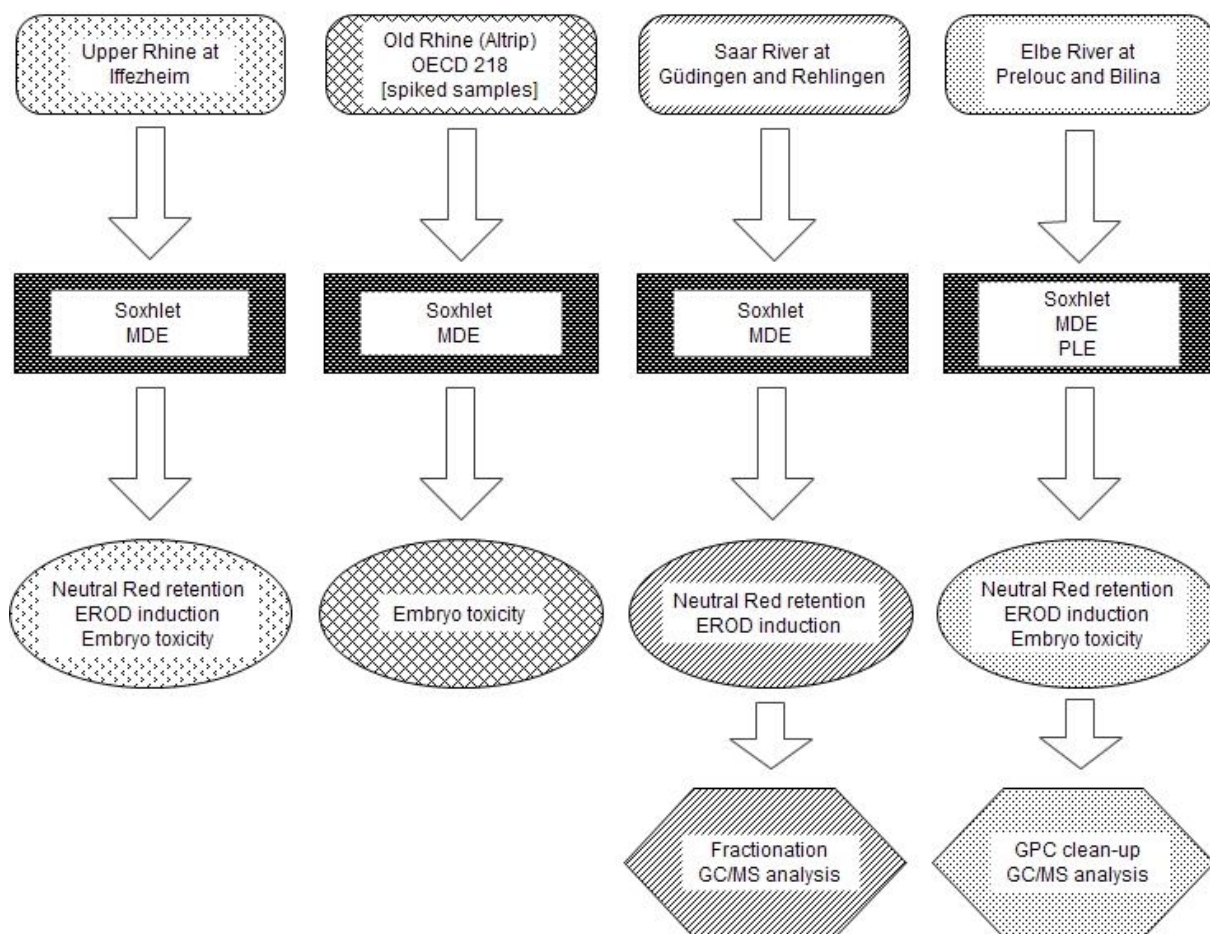 Upper Rhine at
Iffezheim
Old Rhine (Altrip)
OECD 218
[spiked samples]
Saar River at
Güdingen and Rehlingen
Elbe River at
Prelouc and Bilina
Soxhlet
MDE
Soxhlet
MDE
Soxhlet
MDE
Soxhlet
MDE
PLE
Neutral Red retention
EROD induction
Embryo toxicity
Embryo toxicity
Neutral Red retention
EROD induction
Neutral Red retention
EROD induction
Embryo toxicity
Fractionation
GC/MS analysis
GPC clean-up
GC/MS analysis